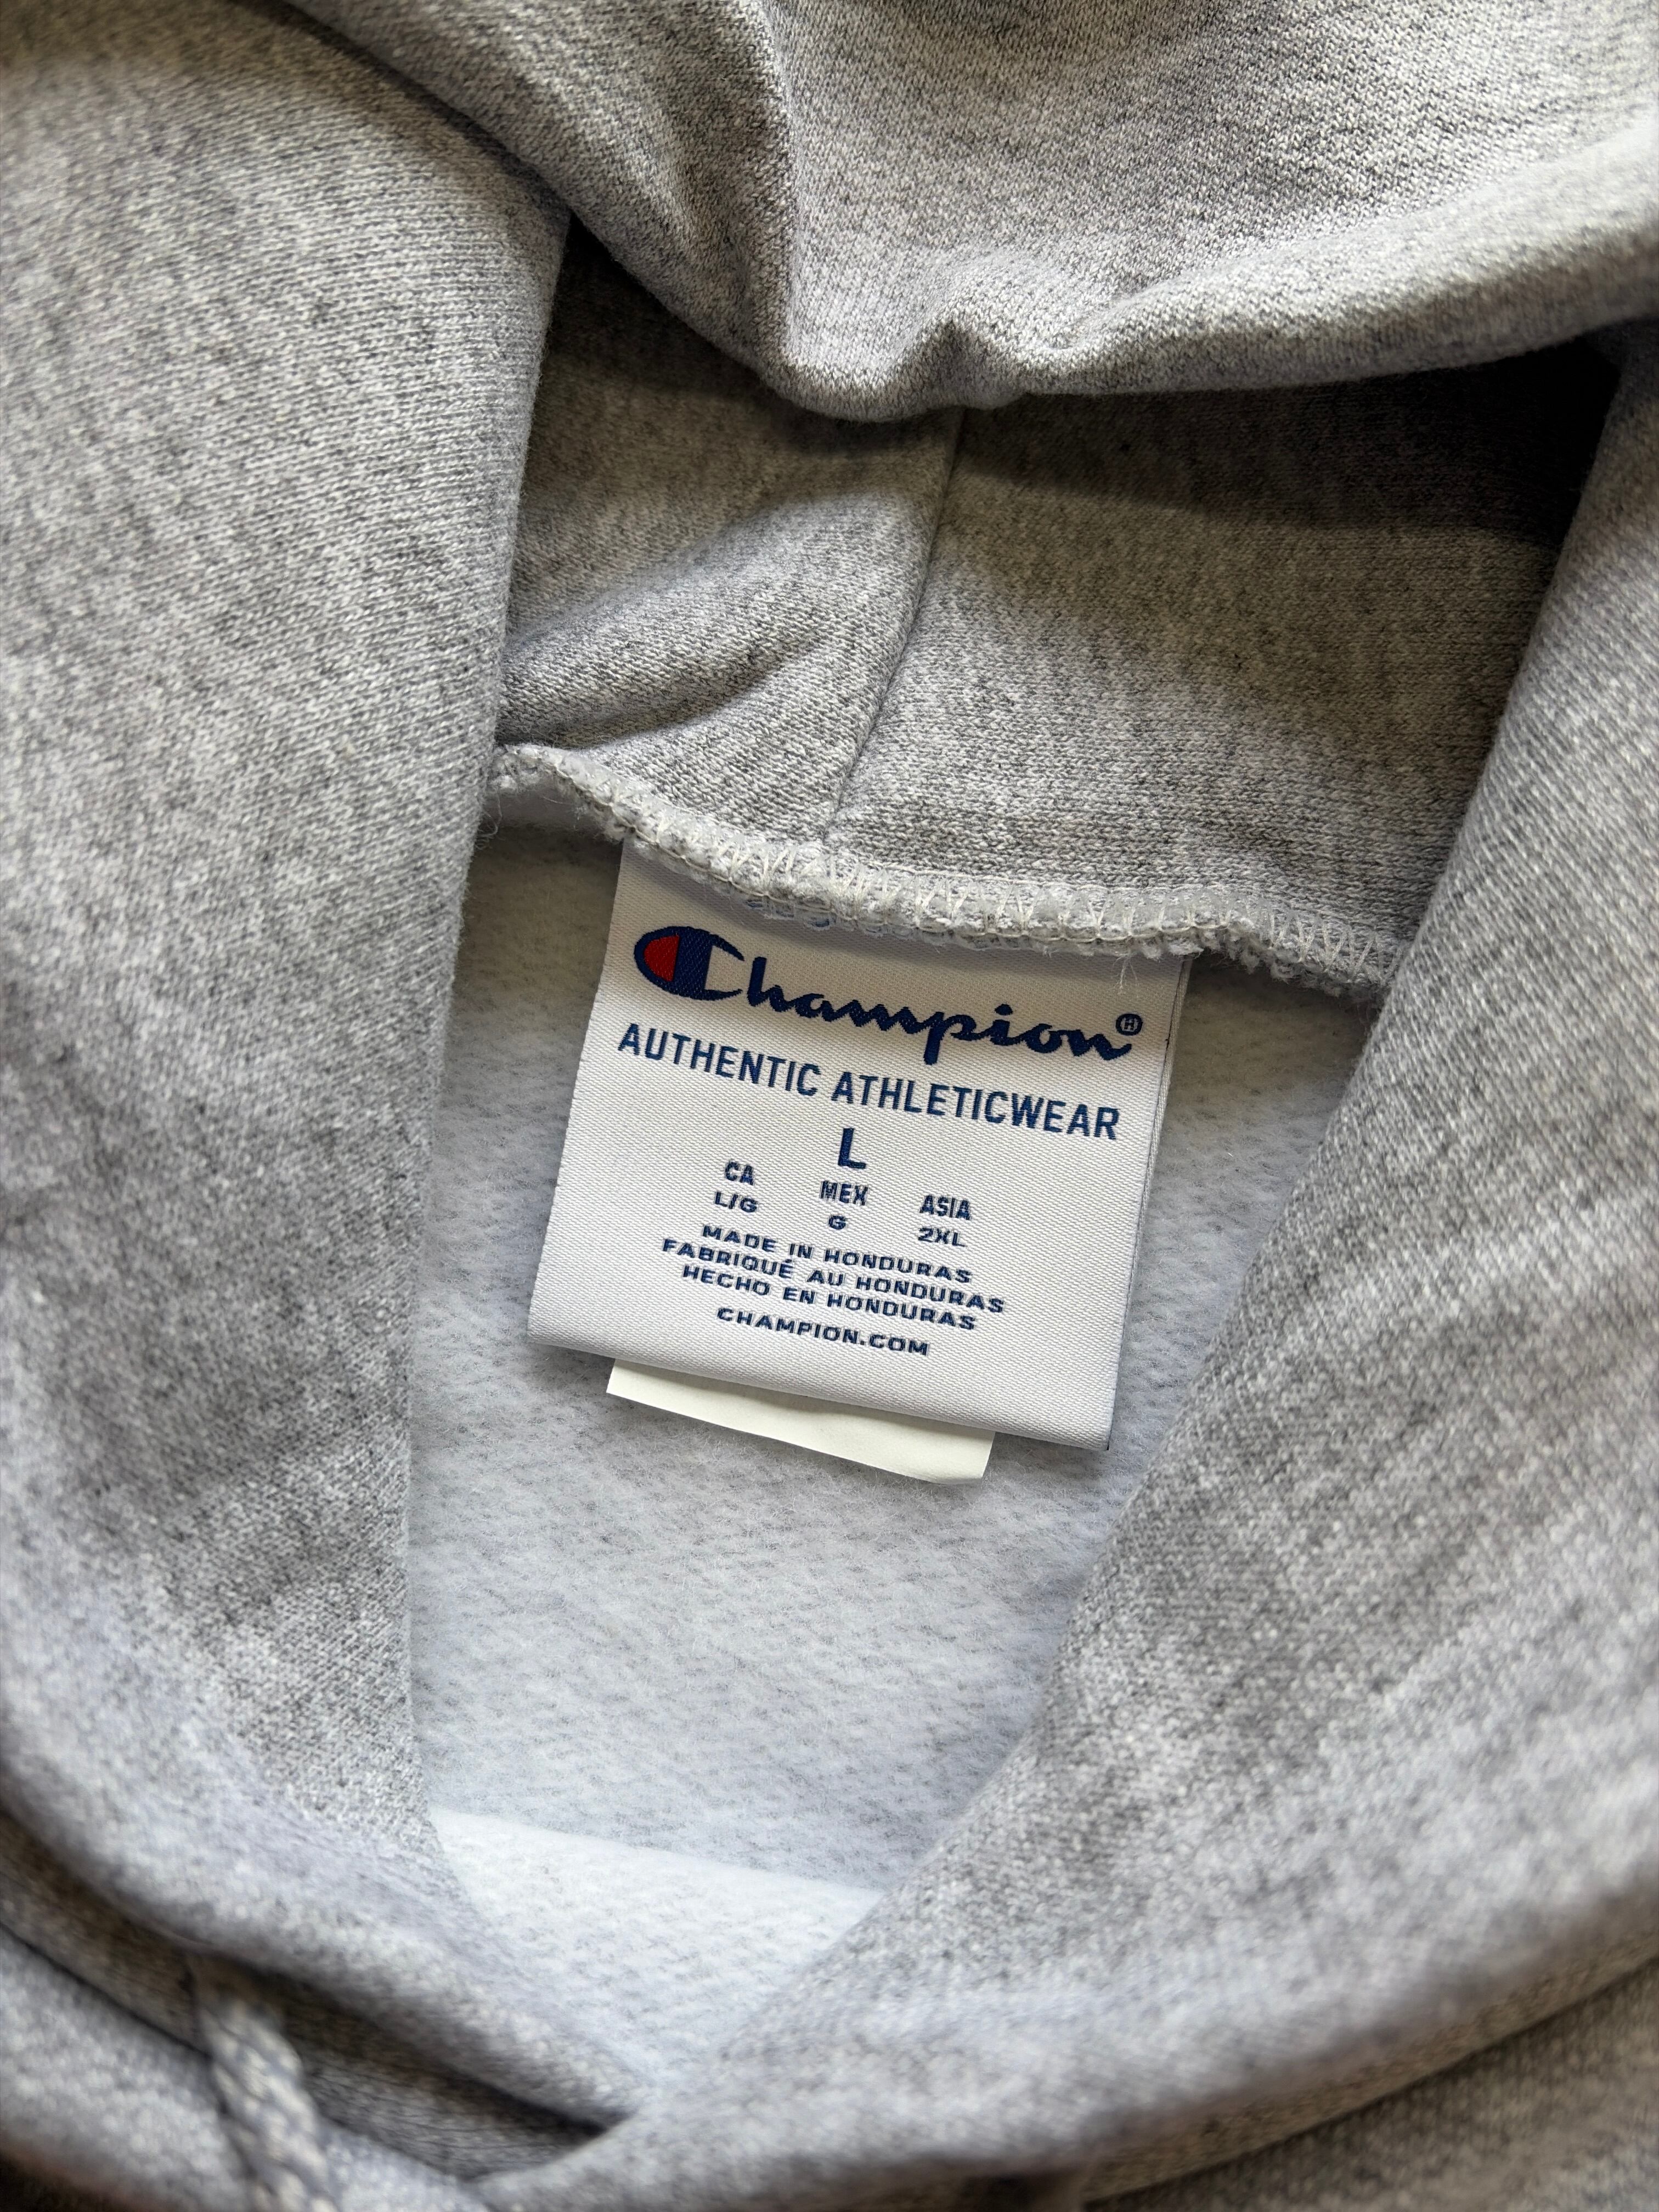 Champion®
AUTHENTIC ATHLETICWEAR
L
CA MEX ASIA
L/G G 2XL
MADE IN HONDURAS
FABRIQUÉ AU HONDURAS
HECHO EN HONDURAS
CHAMPION.COM